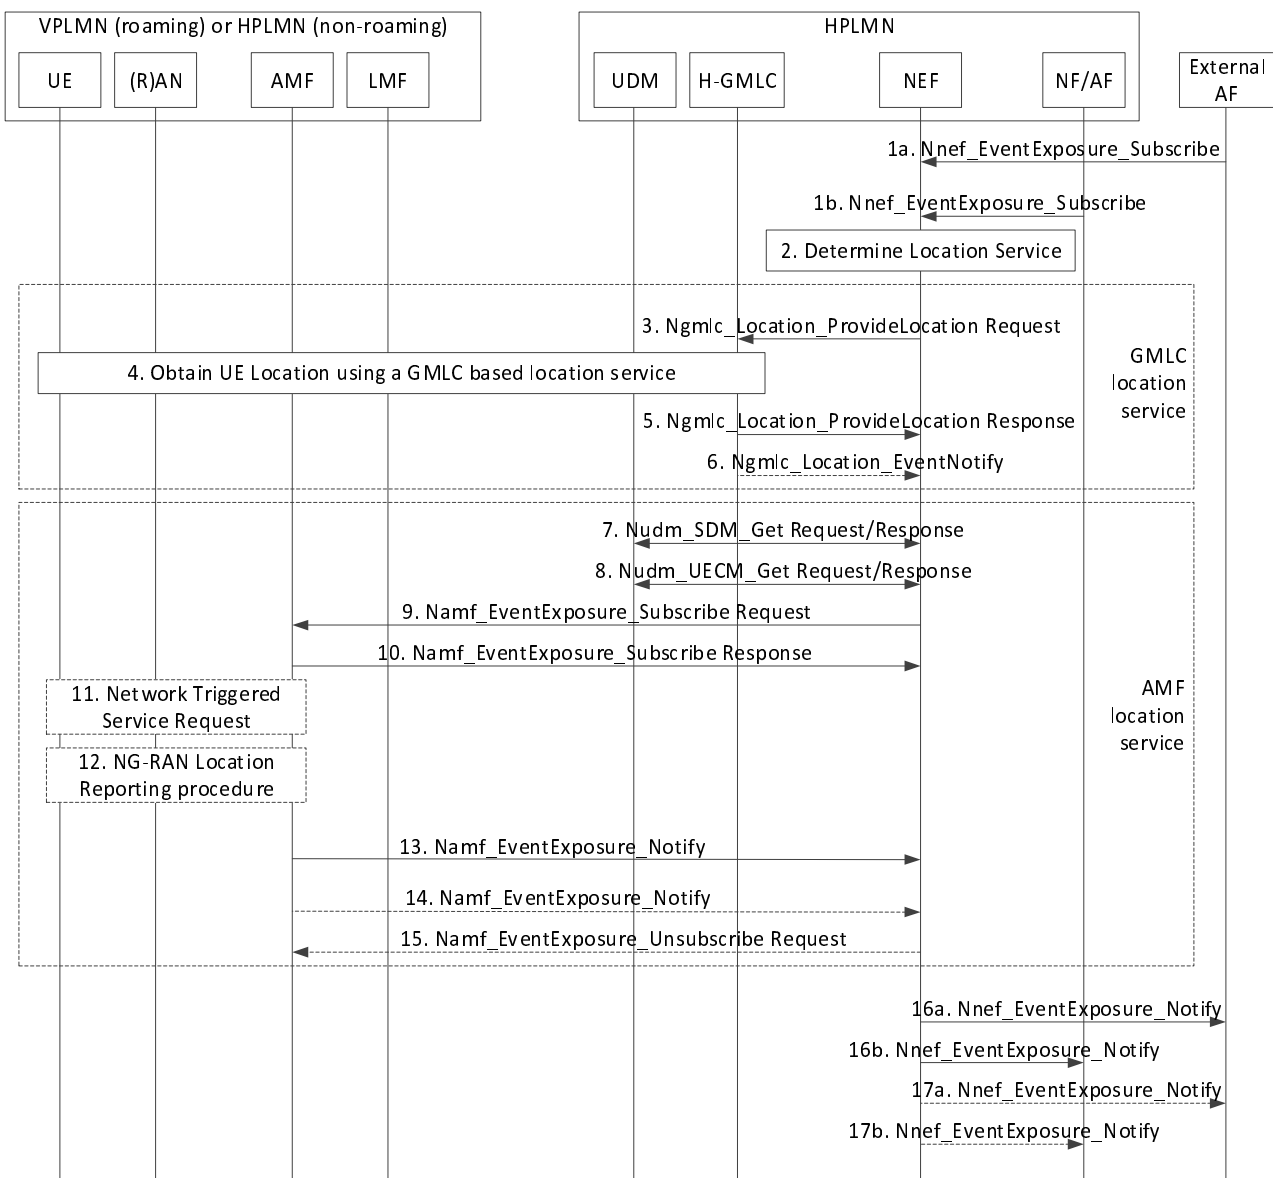 VPLMN (roaming) or HPLMN (non-roaming)
HPLMN
UE
(R)AN
AMF
LMF
UDM
H-GMLC
NEF
NF/AF
External
AF
1a. Nnef_EventExposure_Subscribe
1b. Nnef_EventExposure_Subscribe
2. Determine Location Service
3. Ngmlc_Location_ProvideLocation Request
4. Obtain UE Location using a GMLC based location service
5. Ngmlc_Location_ProvideLocation Response
6. Ngmlc_Location_EventNotify
GMLC
location
service
7. Nudm_SDM_Get Request/Response
8. Nudm_UECM_Get Request/Response
9. Namf_EventExposure_Subscribe Request
10. Namf_EventExposure_Subscribe Response
11. Network Triggered
Service Request
12. NG-RAN Location
Reporting procedure
AMF
location
service
13. Namf_EventExposure_Notify
14. Namf_EventExposure_Notify
15. Namf_EventExposure_Unsubscribe Request
16a. Nnef_EventExposure_Notify
16b. Nnef_EventExposure_Notify
17a. Nnef_EventExposure_Notify
17b. Nnef_EventExposure_Notify